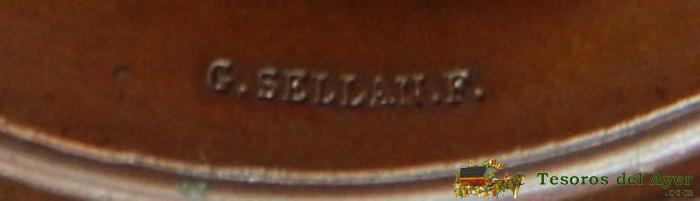 G. SELLAN. F.
Tesoros del Ayer
.com